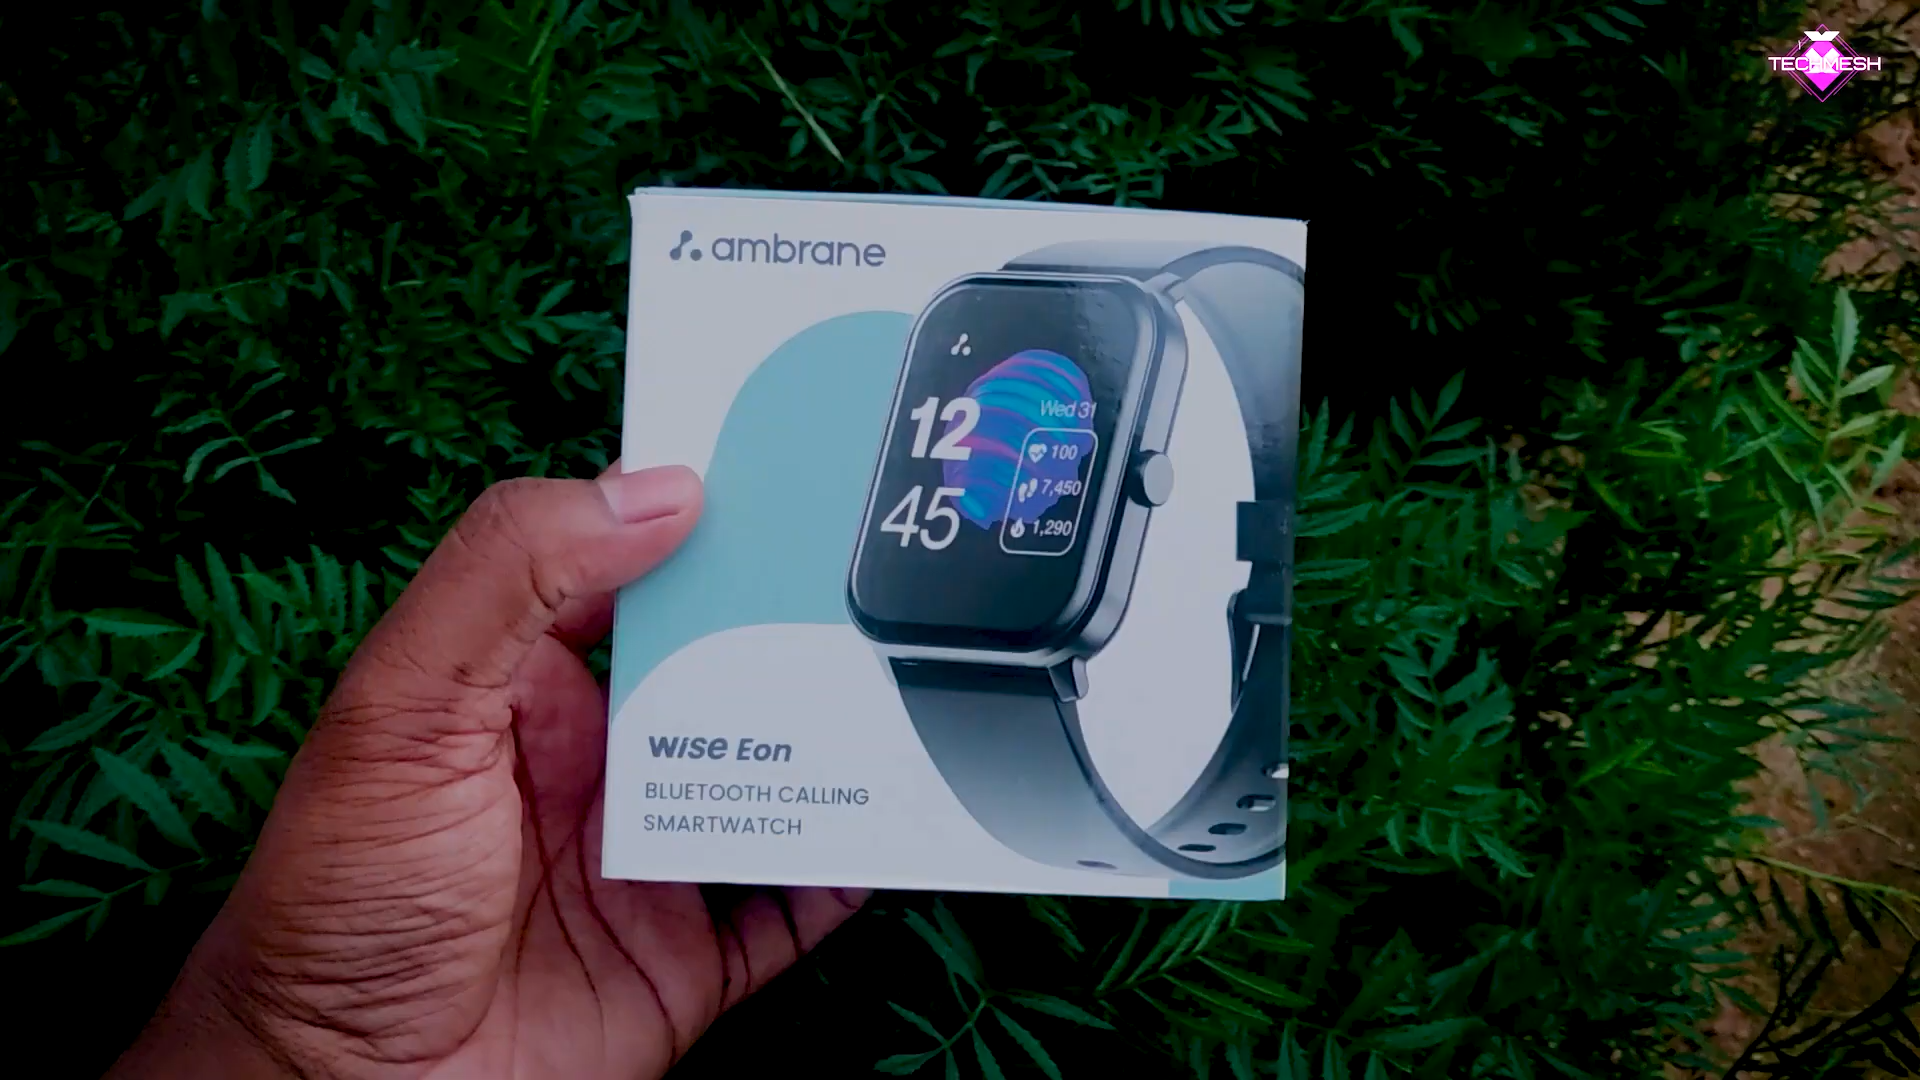 TECHMESH
ambrane
12
45
Wed 31
100
7,450
1,290
wise Eon
BLUETOOTH CALLING
SMARTWATCH